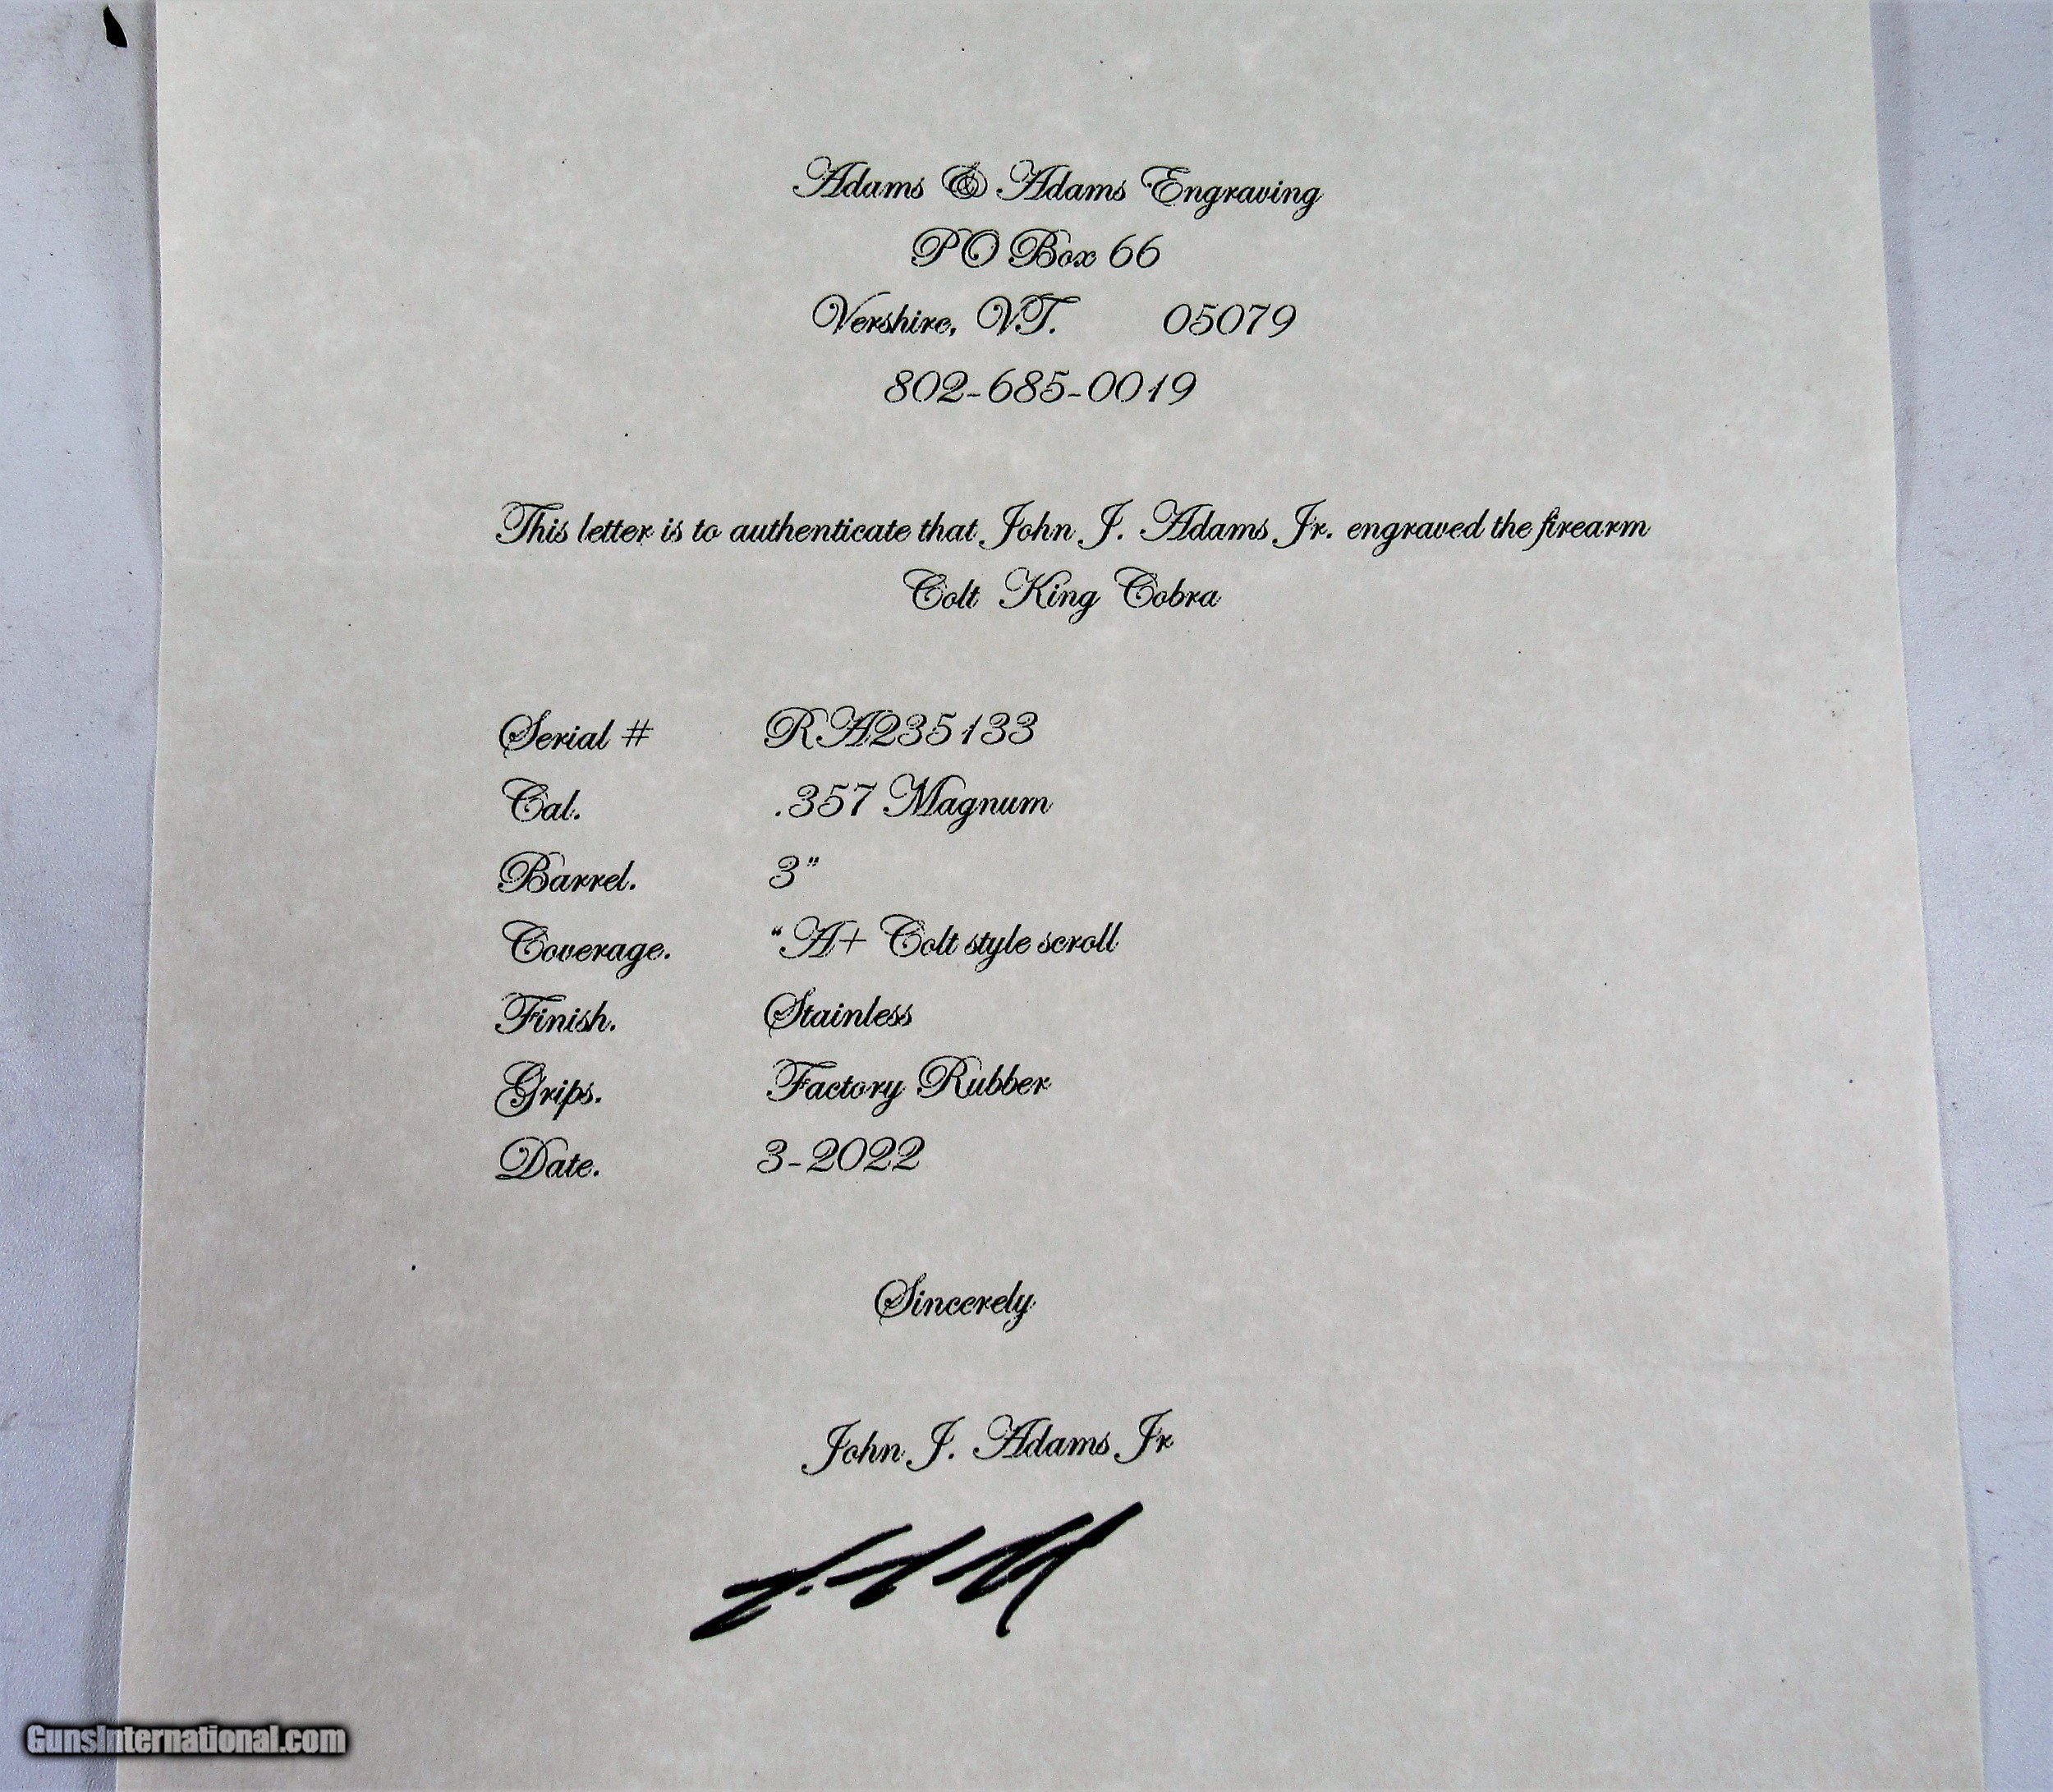 Adams & Adams Engraving
PO Box 66
Vershire, VT. 05079
802-685-0019
This letter is to authenticate that John J. Adams Jr. engraved the firearm
Colt King Cobra
Serial # RA235133
Cal. .357 Magnum
Barrel. 3"
Coverage. "A+ Colt style scroll
Finish. Stainless
Grips. Factory Rubber
Date. 3-2022
Sincerely
John J. Adams Jr
GunsInternational.com